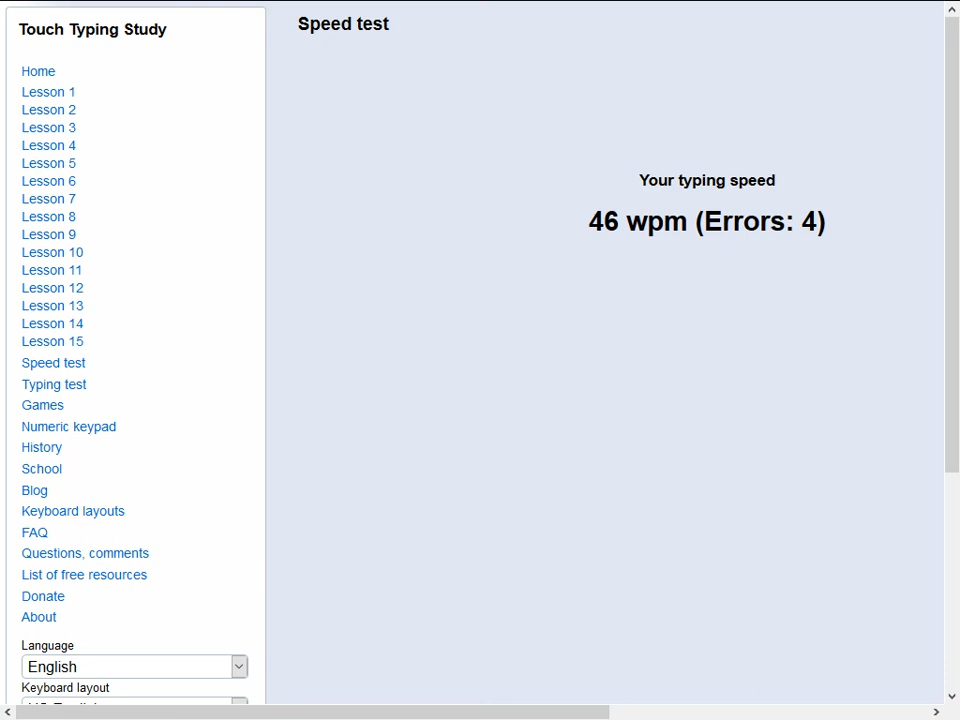 Touch Typing Study
Home
Lesson 1
Lesson 2
Lesson 3
Lesson 4
Lesson 5
Lesson 6
Lesson 7
Lesson 8
Lesson 9
Lesson 10
Lesson 11
Lesson 12
Lesson 13
Lesson 14
Lesson 15
Speed test
Typing test
Games
Numeric keypad
History
School
Blog
Keyboard layouts
FAQ
Questions, comments
List of free resources
Donate
About
Language
English
Keyboard layout
Speed test
Your typing speed
46 wpm (Errors: 4)